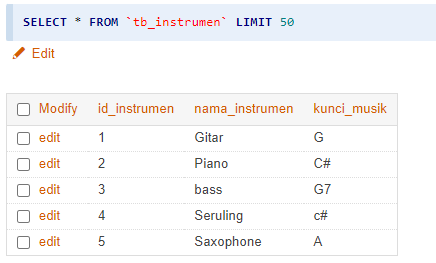 SELECT * FROM `tb_instrumen` LIMIT 50
Edit
Modify id_instrumen nama_instrumen kunci_musik
edit 1 Gitar G
edit 2 Piano C#
edit 3 bass G7
edit 4 Seruling c#
edit 5 Saxophone A